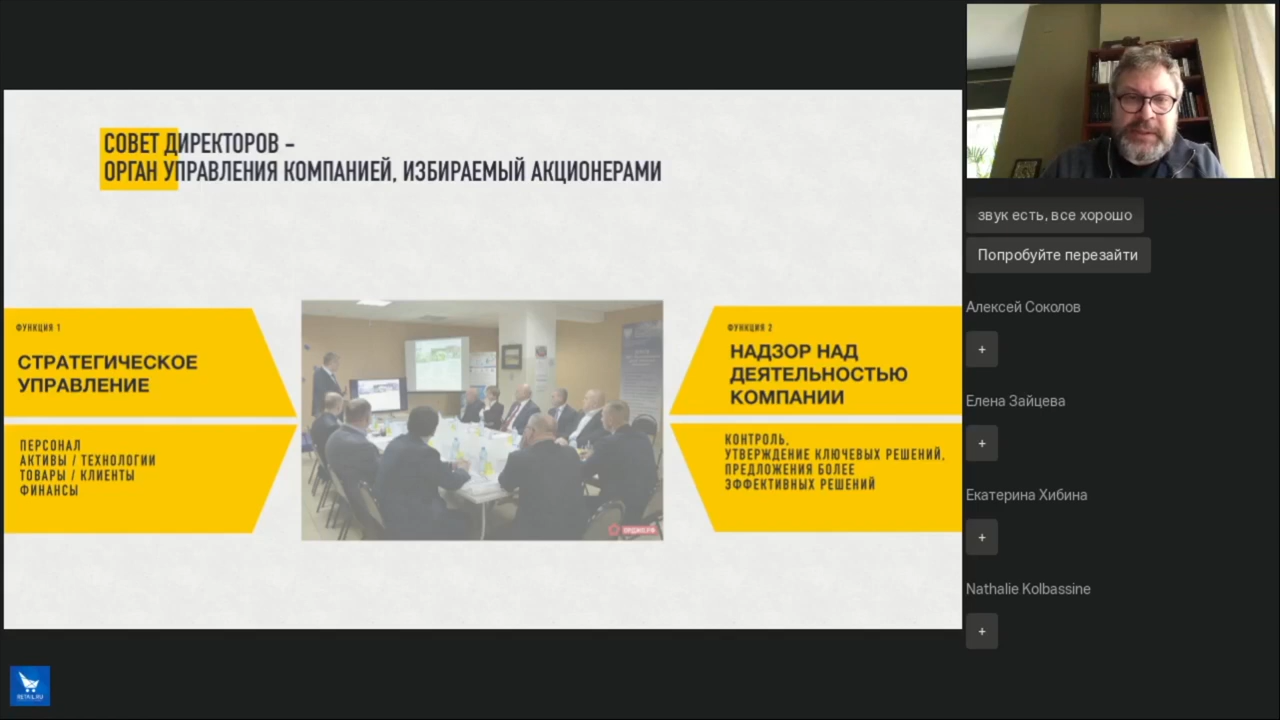 СОВЕТ ДИРЕКТОРОВ –
ОРГАН УПРАВЛЕНИЯ КОМПАНИЕЙ, ИЗБИРАЕМЫЙ АКЦИОНЕРАМИ
ФУНКЦИЯ 1
СТРАТЕГИЧЕСКОЕ
УПРАВЛЕНИЕ
ПЕРСОНАЛ
АКТИВЫ / ТЕХНОЛОГИИ
ТОВАРЫ / КЛИЕНТЫ
ФИНАНСЫ
ФУНКЦИЯ 2
НАДЗОР НАД
ДЕЯТЕЛЬНОСТЬЮ
КОМПАНИИ
КОНТРОЛЬ,
УТВЕРЖДЕНИЕ КЛЮЧЕВЫХ РЕШЕНИЙ,
ПРЕДЛОЖЕНИЯ БОЛЕЕ
ЭФФЕКТИВНЫХ РЕШЕНИЙ
звук есть, все хорошо
Попробуйте перезайти
Алексей Соколов
+
Елена Зайцева
+
Екатерина Хибина
+
Nathalie Kolbassine
+
RETAIL.RU